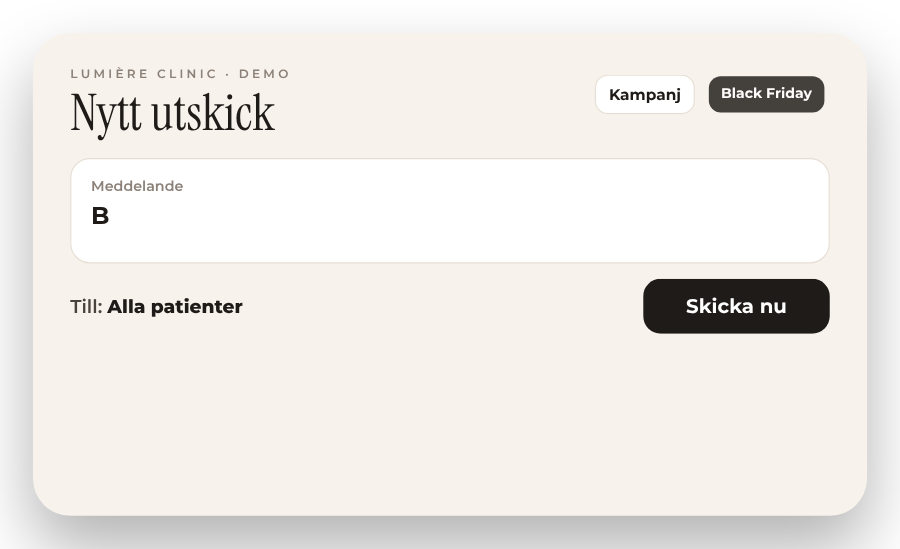 LUMIÈRE CLINIC · DEMO
Nytt utskick
Kampanj
Black Friday
Meddelande
B
Till: Alla patienter
Skicka nu